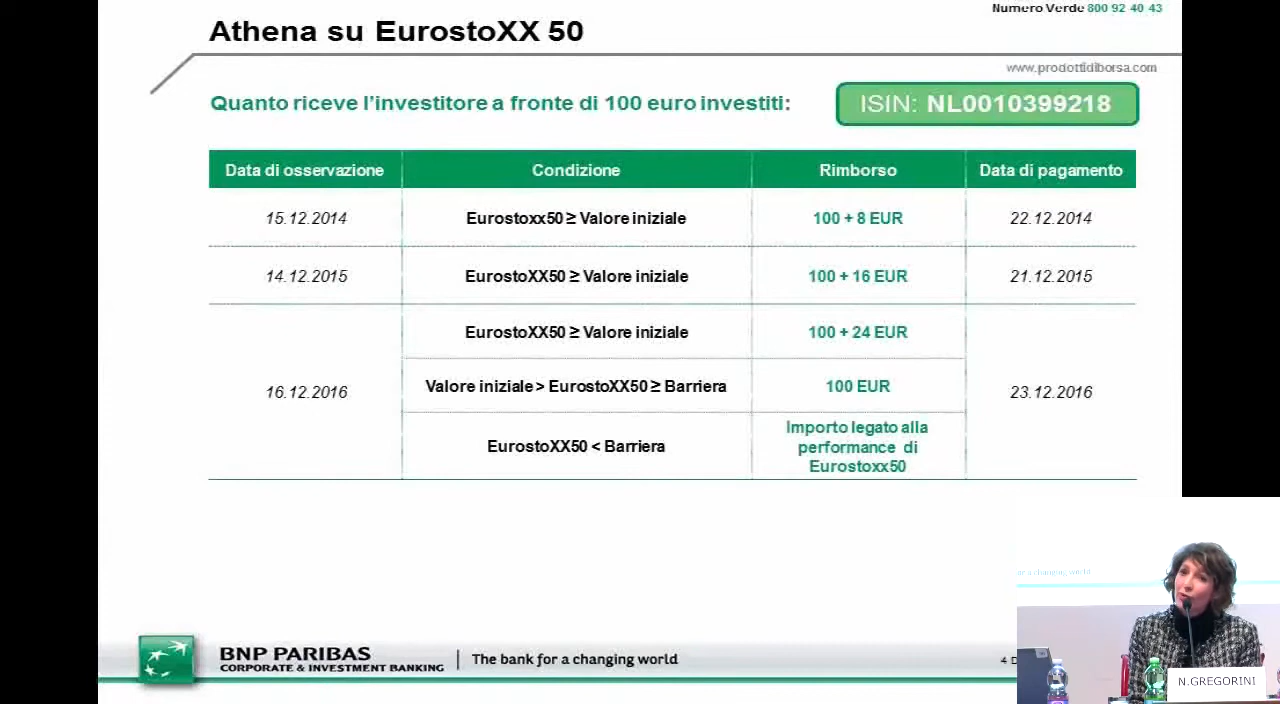 Numero Verde 800 92 40 43
Athena su EurostoXX 50
www.prodottidiborsa.com
Quanto riceve l'investitore a fronte di 100 euro investiti:
ISIN: NL0010399218
Data di osservazione
Condizione
Rimborso
Data di pagamento
15.12.2014
Eurostoxx50 ≥ Valore iniziale
100 + 8 EUR
22.12.2014
14.12.2015
EurostoXX50 ≥ Valore iniziale
100 + 16 EUR
21.12.2015
16.12.2016
EurostoXX50 ≥ Valore iniziale
100 + 24 EUR
Valore iniziale > EurostoXX50 ≥ Barriera
100 EUR
23.12.2016
EurostoXX50 < Barriera
Importo legato alla
performance di
Eurostoxx50
BNP PARIBAS
CORPORATE & INVESTMENT BANKING
The bank for a changing world
4 D
a changing world
N.GREGORINI